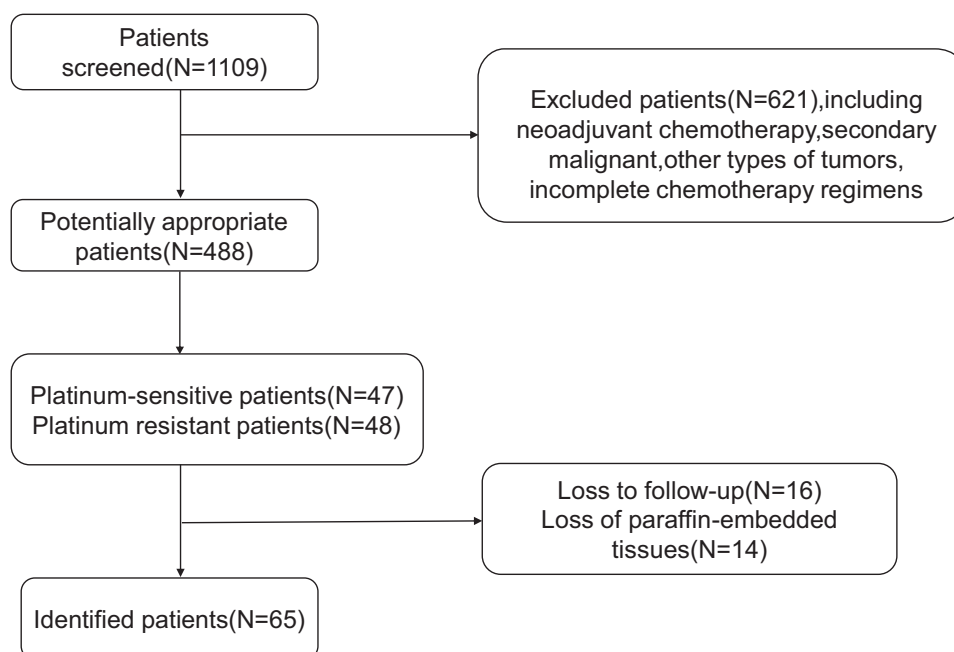 Patients
screened(N=1109)
Excluded patients(N=621),including
neoadjuvant chemotherapy,secondary
malignant,other types of tumors,
incomplete chemotherapy regimens
Potentially appropriate
patients(N=488)
Platinum-sensitive patients(N=47)
Platinum resistant patients(N=48)
Loss to follow-up(N=16)
Loss of paraffin-embedded
tissues(N=14)
Identified patients(N=65)